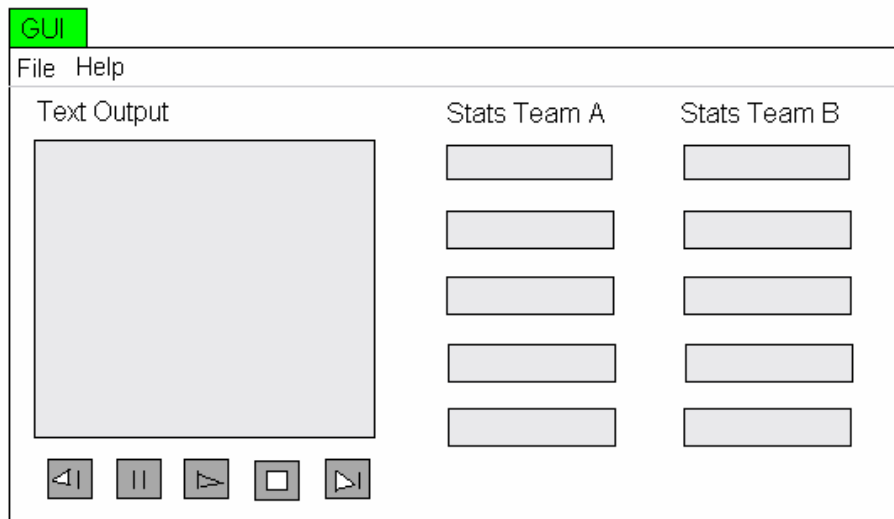 GUI
File Help
Text Output
Stats Team A
Stats Team B